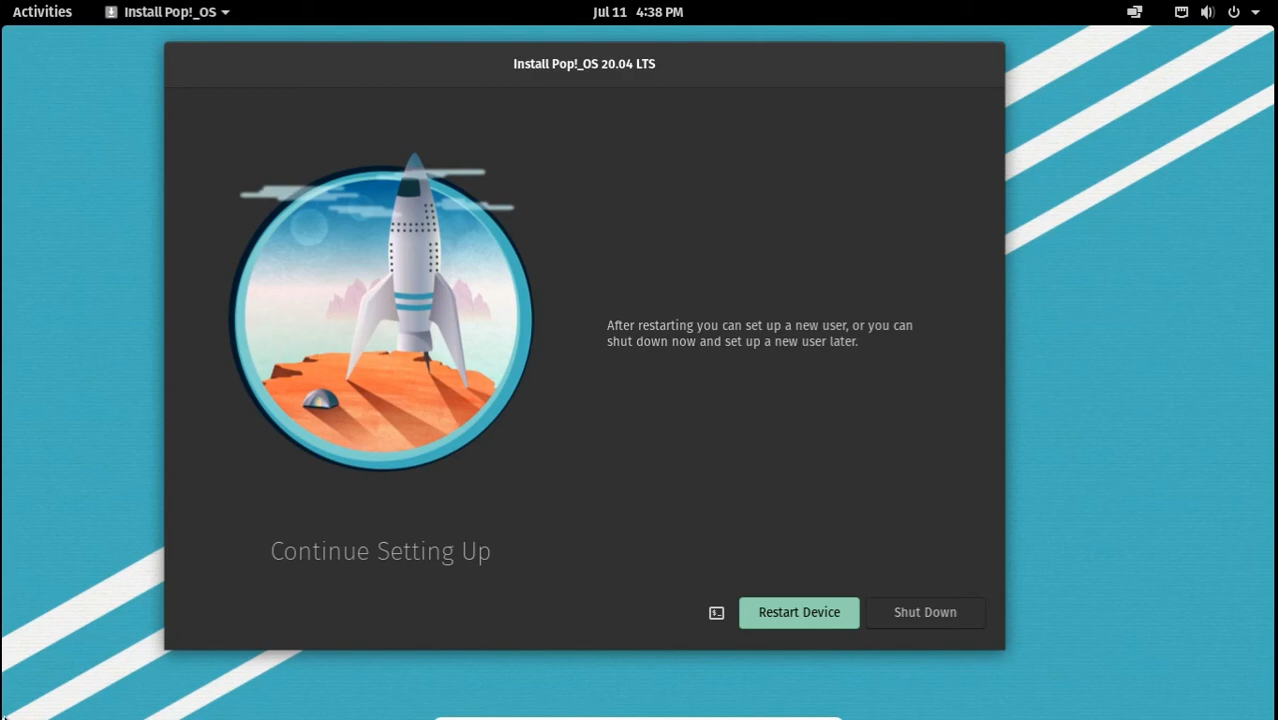 Activities
Install Pop!_OS
Jul 11 4:38 PM
Install Pop!_OS 20.04 LTS
After restarting you can set up a new user, or you can
shut down now and set up a new user later.
Continue Setting Up
Restart Device
Shut Down